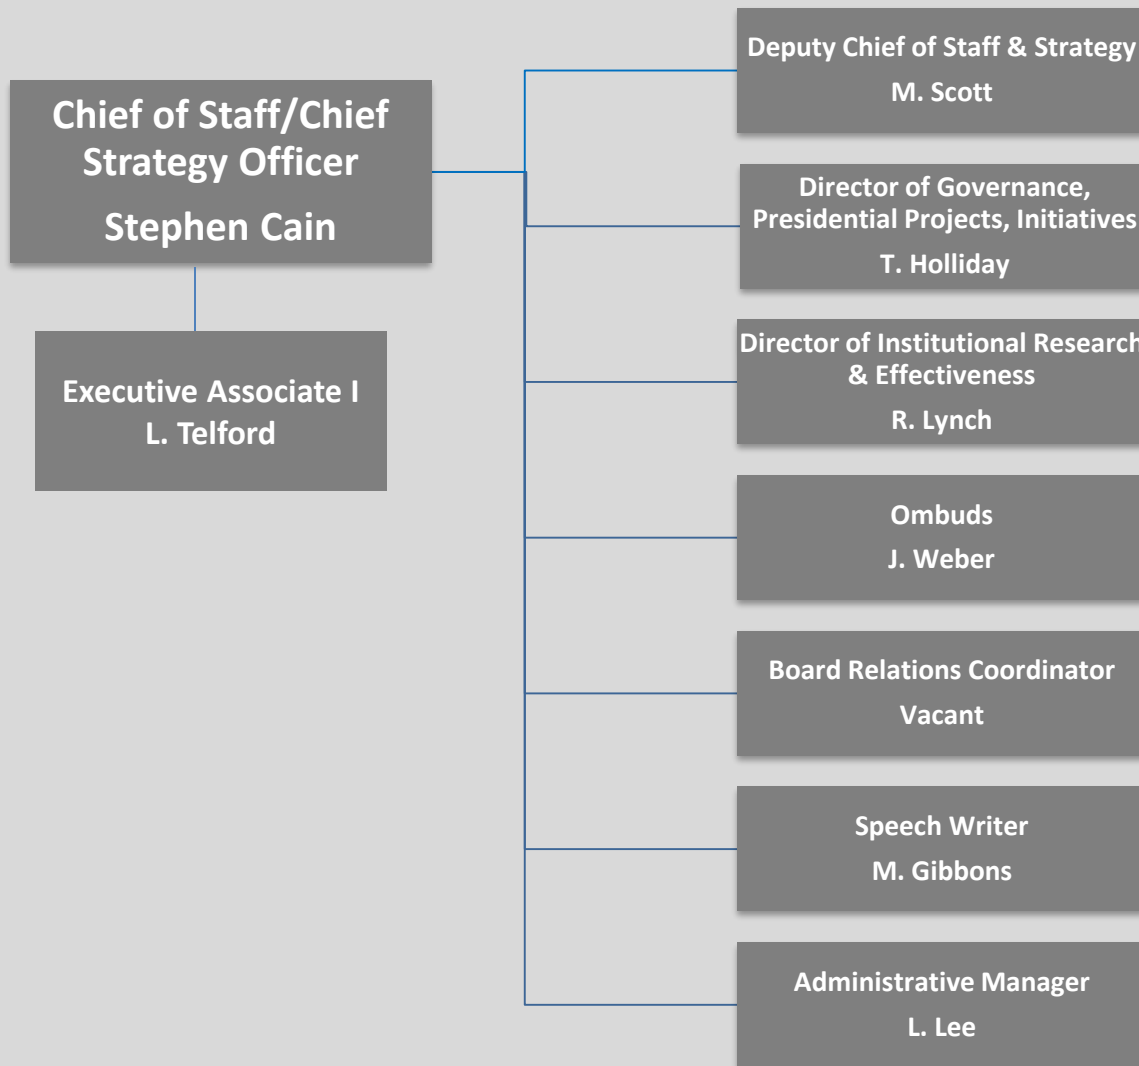 Chief of Staff/Chief
Strategy Officer
Stephen Cain
Executive Associate I
L. Telford
Deputy Chief of Staff & Strategy
M. Scott
Director of Governance,
Presidential Projects, Initiatives
T. Holliday
Director of Institutional Research
& Effectiveness
R. Lynch
Ombuds
J. Weber
Board Relations Coordinator
Vacant
Speech Writer
M. Gibbons
Administrative Manager
L. Lee